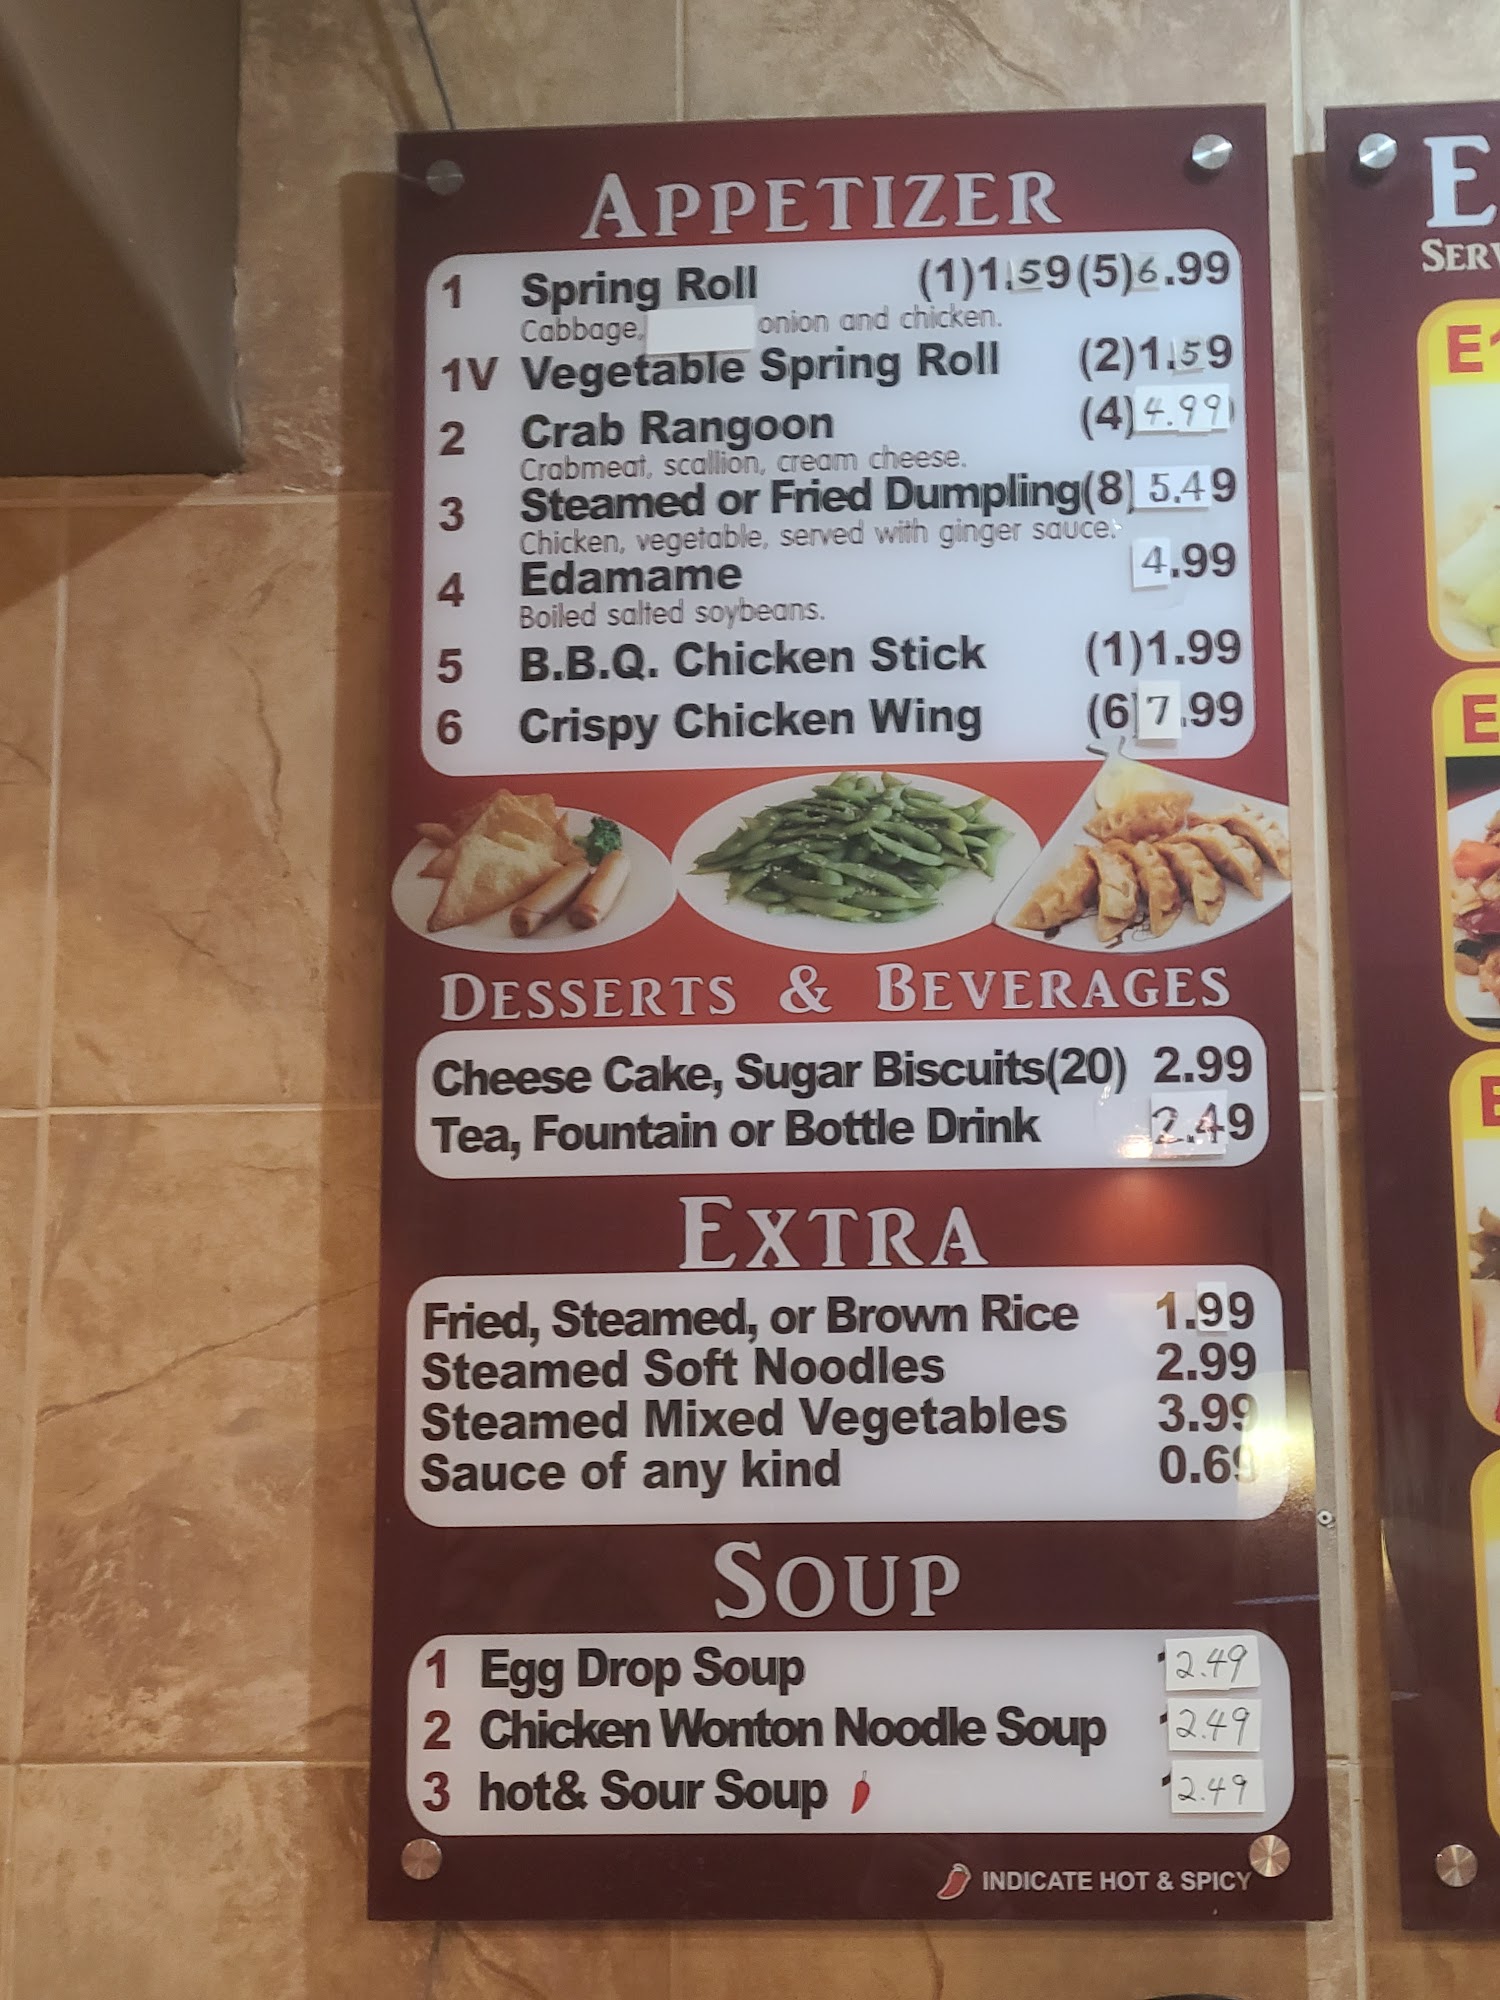 APPETIZER
1 Spring Roll (1)1.59(5)6.99
Cabbage, onion and chicken.
1V Vegetable Spring Roll (2)1.59
2 Crab Rangoon (4)4.99
Crabmeat, scallion, cream cheese.
3 Steamed or Fried Dumpling(8) 5.49
Chicken, vegetable, served with ginger sauce.
4 Edamame 4.99
Boiled salted soybeans.
5 B.B.Q. Chicken Stick (1)1.99
6 Crispy Chicken Wing (6)7.99
DESSERTS & BEVERAGES
Cheese Cake, Sugar Biscuits(20) 2.99
Tea, Fountain or Bottle Drink 2.49
EXTRA
Fried, Steamed, or Brown Rice 1.99
Steamed Soft Noodles 2.99
Steamed Mixed Vegetables 3.99
Sauce of any kind 0.69
SOUP
1 Egg Drop Soup 2.49
2 Chicken Wonton Noodle Soup 2.49
3 hot& Sour Soup 2.49
INDICATE HOT & SPICY
E1